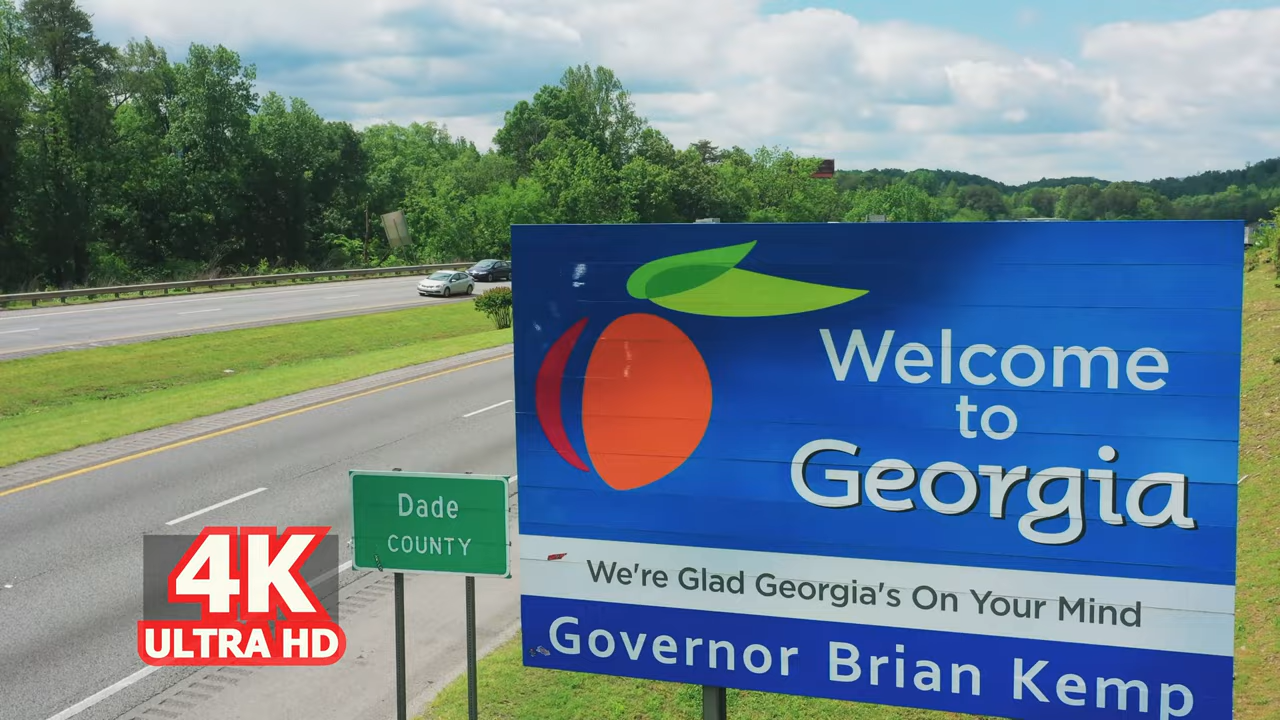 Welcome
to
Georgia
We're Glad Georgia's On Your Mind
Governor Brian Kemp
Dade
COUNTY
4K
ULTRA HD